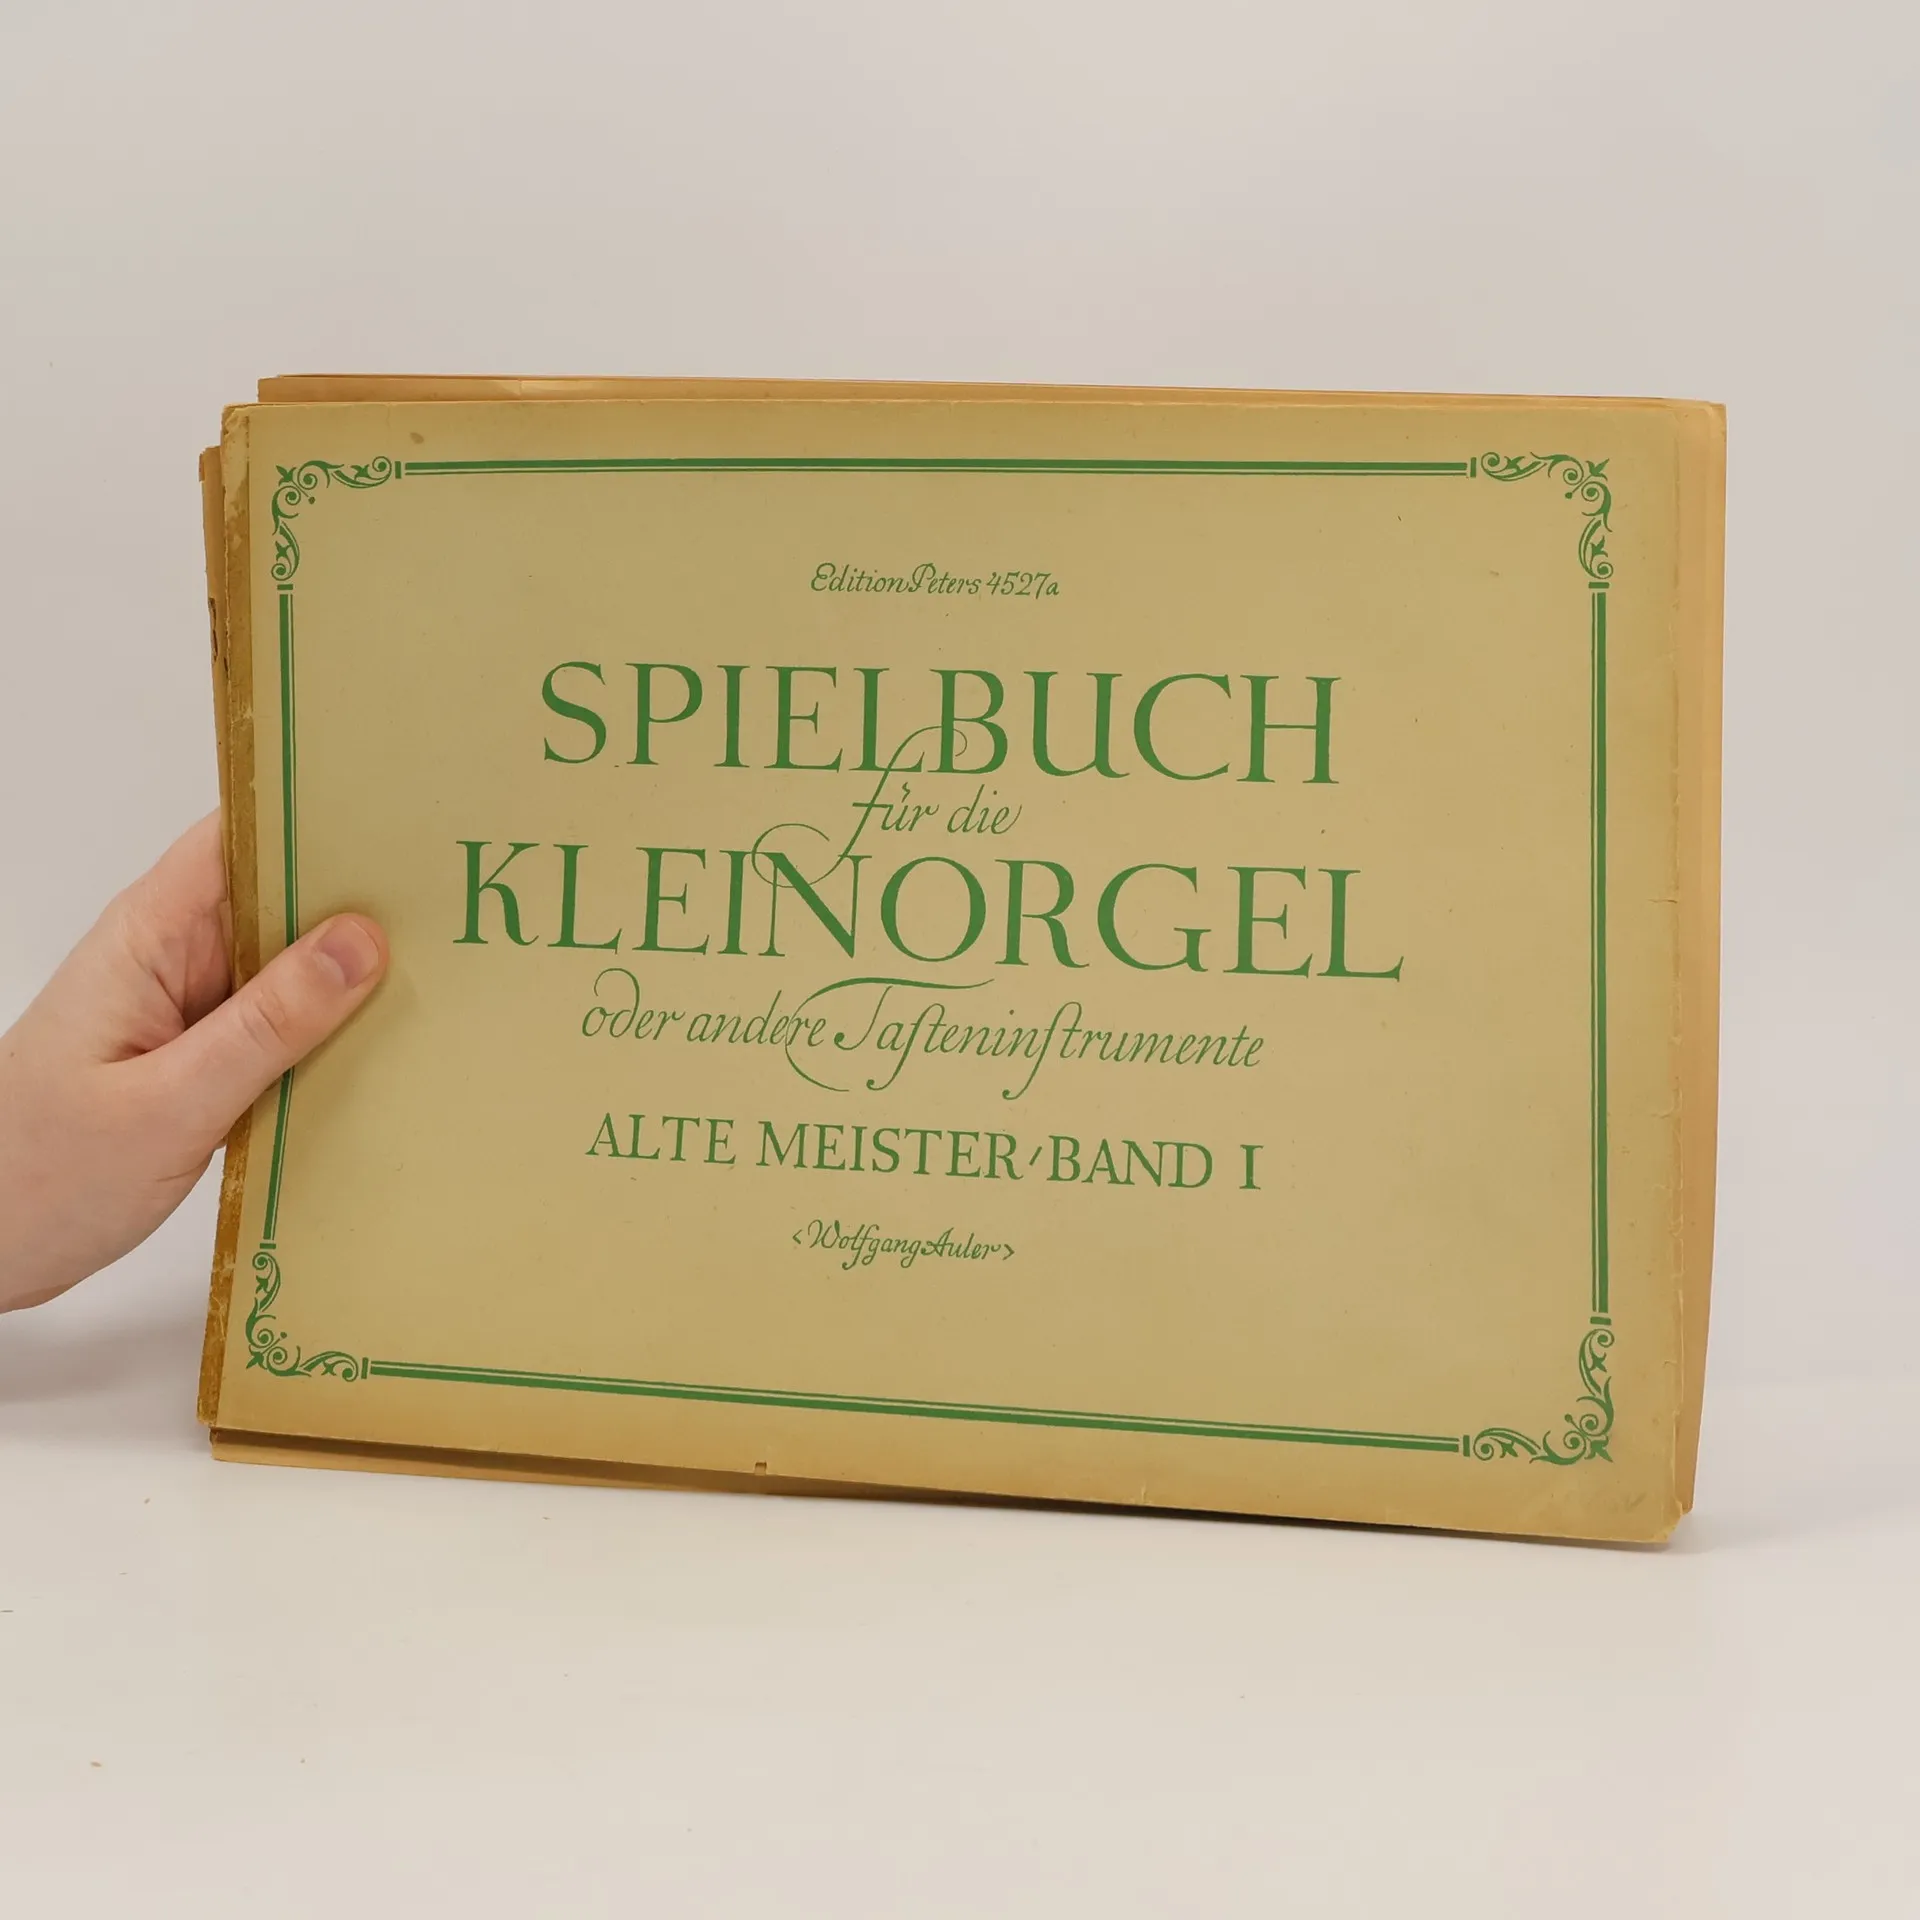 Edition Peters 4527a
SPIELBUCH
für die
KLEINORGEL
oder andere Taſteninſtrumente
ALTE MEISTER / BAND I
<Wolfgang Auler>